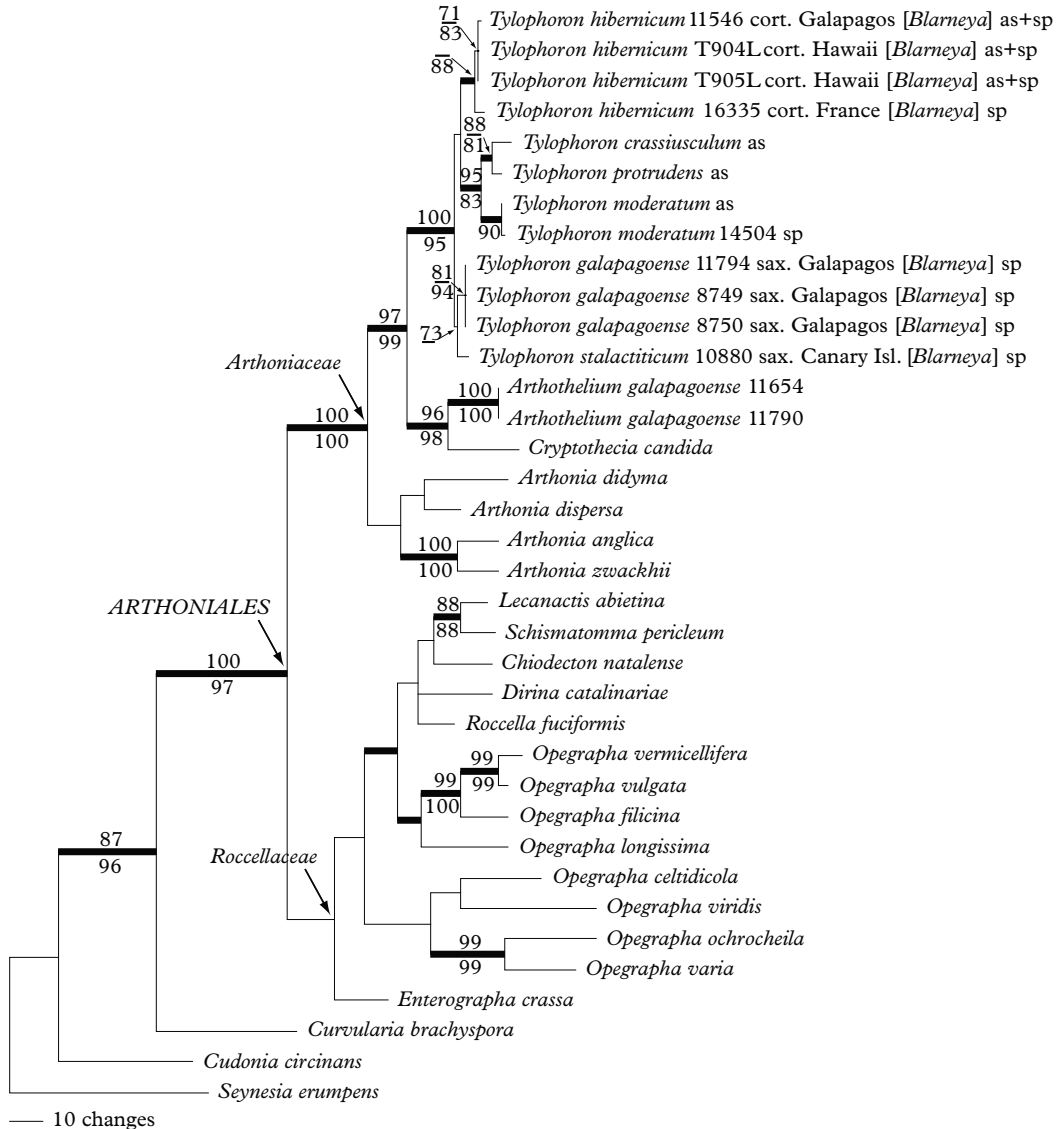 71
Tylophoron hibernicum 11546 cort. Galapagos [Blarneya] as+sp
83
Tylophoron hibernicum T904L cort. Hawaii [Blarneya] as+sp
88
Tylophoron hibernicum T905L cort. Hawaii [Blarneya] as+sp
Tylophoron hibernicum 16335 cort. France [Blarneya] sp
88
81
Tylophoron crassiusculum as
95
Tylophoron protrudens as
83
Tylophoron moderatum as
100
90
Tylophoron moderatum 14504 sp
95
Tylophoron galapagoense 11794 sax. Galapagos [Blarneya] sp
81
94
Tylophoron galapagoense 8749 sax. Galapagos [Blarneya] sp
97
73
Tylophoron galapagoense 8750 sax. Galapagos [Blarneya] sp
99
Tylophoron stalactiticum 10880 sax. Canary Isl. [Blarneya] sp
Arthoniaceae
100
Arthothelium galapagoense 11654
100
100
96
100
Arthothelium galapagoense 11790
98
100
Cryptothecia candida
Arthonia didyma
Arthonia dispersa
100
Arthonia anglica
100
Arthonia zwackhii
ARTHONIALES
88
Lecanactis abietina
88
Schismatomma pericleum
100
97
Chiodecton natalense
Dirina catalinariae
Roccella fuciformis
99
Opegrapha vermicellifera
99
99
Opegrapha vulgata
100
Opegrapha filicina
87
96
Roccellaceae
Opegrapha longissima
Opegrapha celtidicola
Opegrapha viridis
99
Opegrapha ochrocheila
99
Opegrapha varia
Enterographa crassa
Curvularia brachyspora
Cudonia circinans
Seynesia erumpens
10 changes